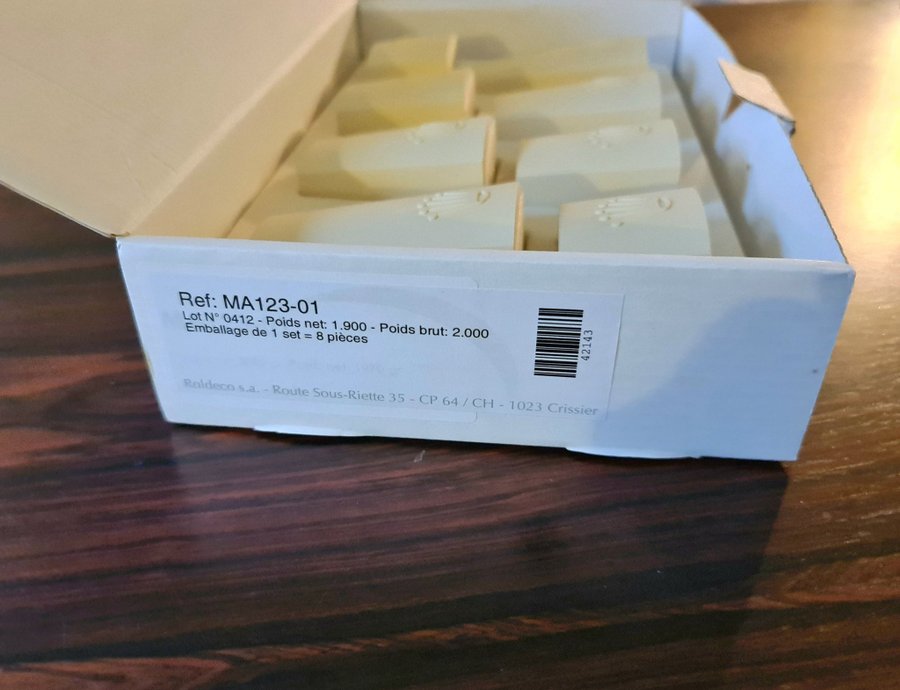 Ref: MA123-01
Lot N° 0412 - Poids net: 1.900 - Poids brut: 2.000
Emballage de 1 set = 8 pièces
42143
Roldeco s.a. - Route Sous-Riette 35 - CP 64 / CH - 1023 Crissier